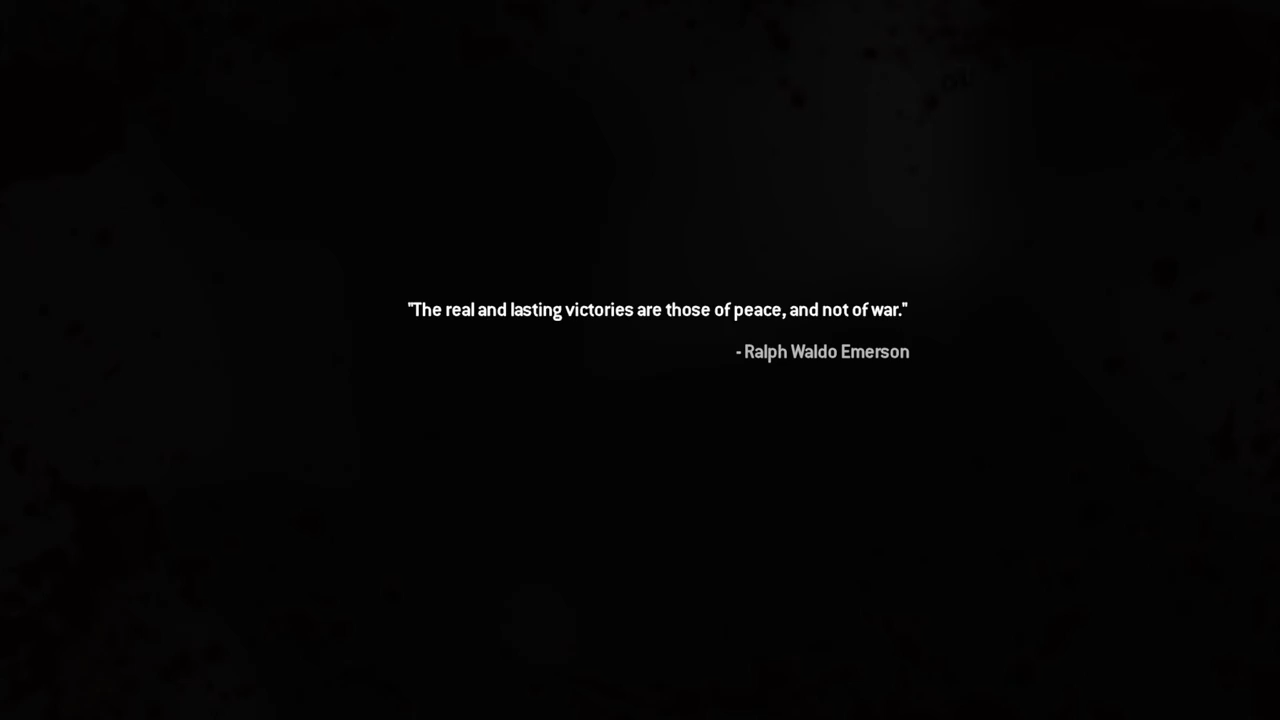 "The real and lasting victories are those of peace, and not of war."
- Ralph Waldo Emerson